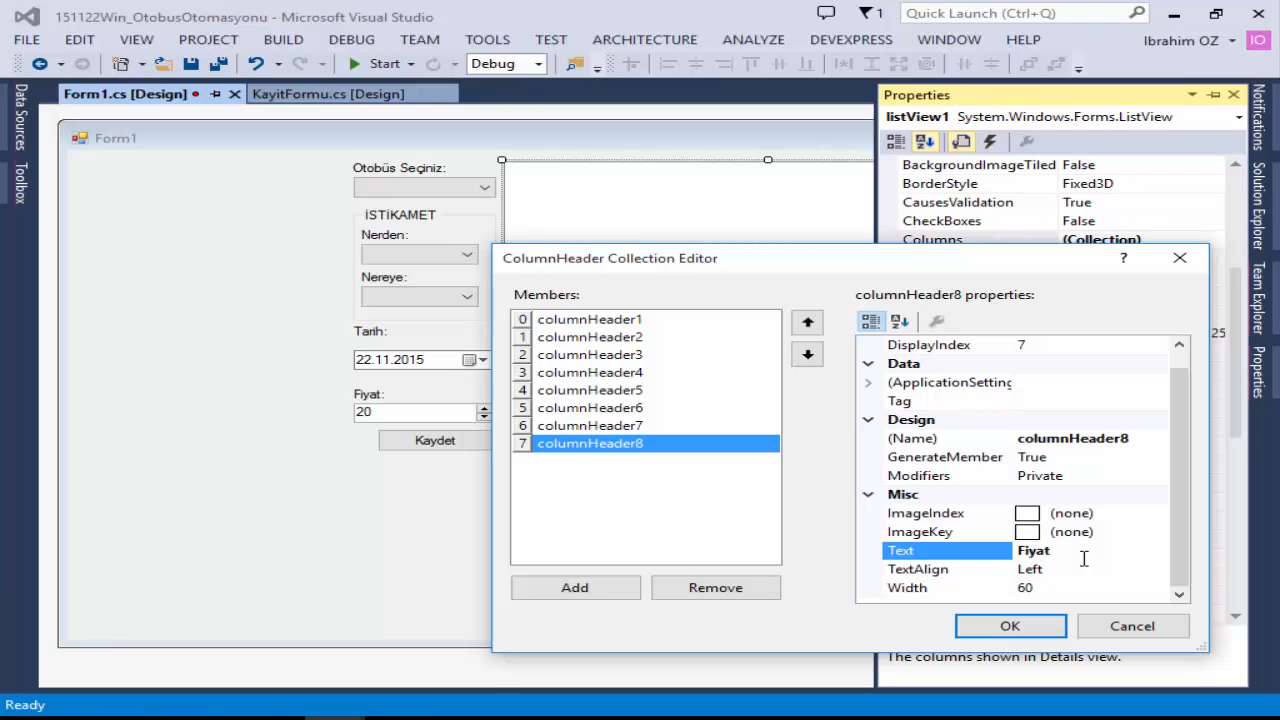 151122Win_OtobusOtomasyonu - Microsoft Visual Studio
1
Quick Launch (Ctrl+Q)
FILE EDIT VIEW PROJECT BUILD DEBUG TEAM TOOLS TEST ARCHITECTURE ANALYZE DEVEXPRESS WINDOW HELP
Ibrahim OZ
IO
Start
Debug
Data Sources
Toolbox
Form1.cs [Design]
KayitFormu.cs [Design]
Form1
Otobüs Seçiniz:
İSTİKAMET
Nerden:
Nereye:
Tarih:
22.11.2015
Fiyat:
20
Kaydet
Properties
listView1 System.Windows.Forms.ListView
BackgroundImageTiled False
BorderStyle Fixed3D
CausesValidation True
CheckBoxes False
Columns (Collection)
25
The columns shown in Details view.
Notifications
Solution Explorer
Team Explorer
Properties
ColumnHeader Collection Editor
?
Members:
0 columnHeader1
1 columnHeader2
2 columnHeader3
3 columnHeader4
4 columnHeader5
5 columnHeader6
6 columnHeader7
7 columnHeader8
Add
Remove
columnHeader8 properties:
DisplayIndex 7
Data
(ApplicationSetting
Tag
Design
(Name) columnHeader8
GenerateMember True
Modifiers Private
Misc
ImageIndex (none)
ImageKey (none)
Text Fiyat
TextAlign Left
Width 60
OK
Cancel
Ready